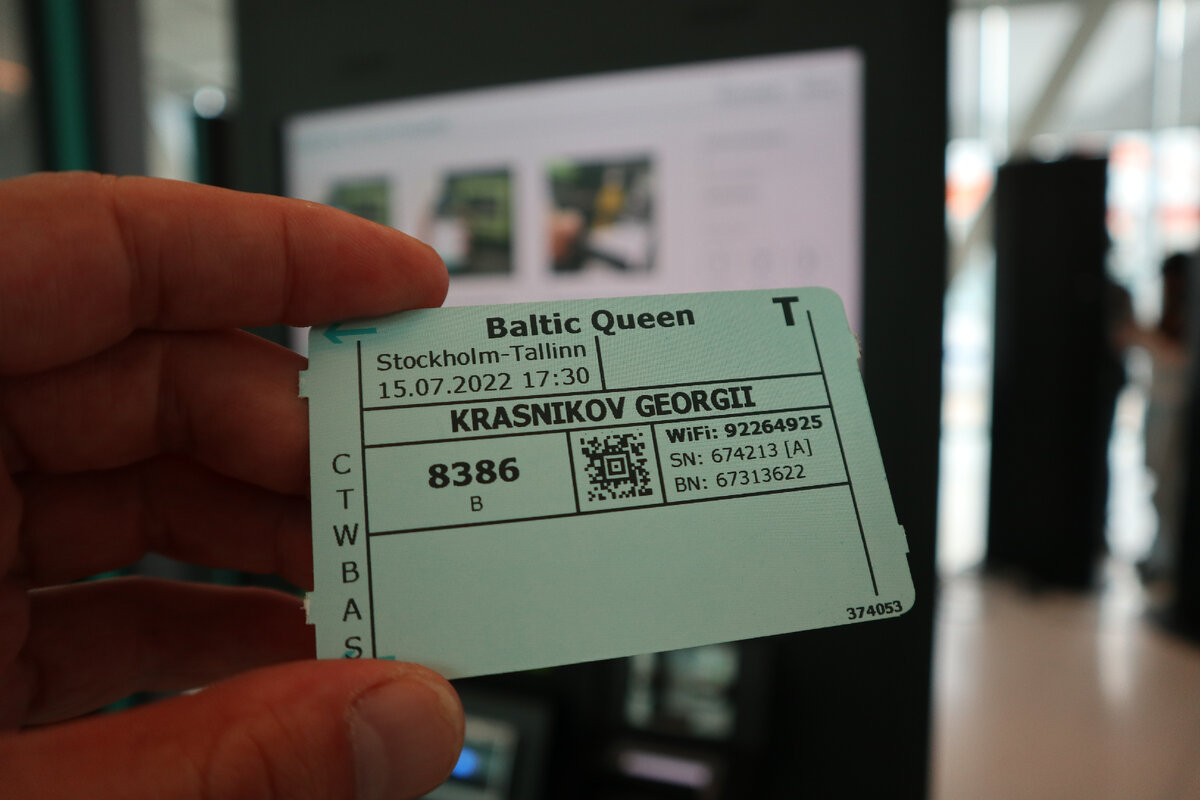 Baltic Queen
T
Stockholm-Tallinn
15.07.2022 17:30
KRASNIKOV GEORGII
8386
B
WiFi: 92264925
SN: 674213 [A]
BN: 67313622
C
T
W
B
A
S
374053